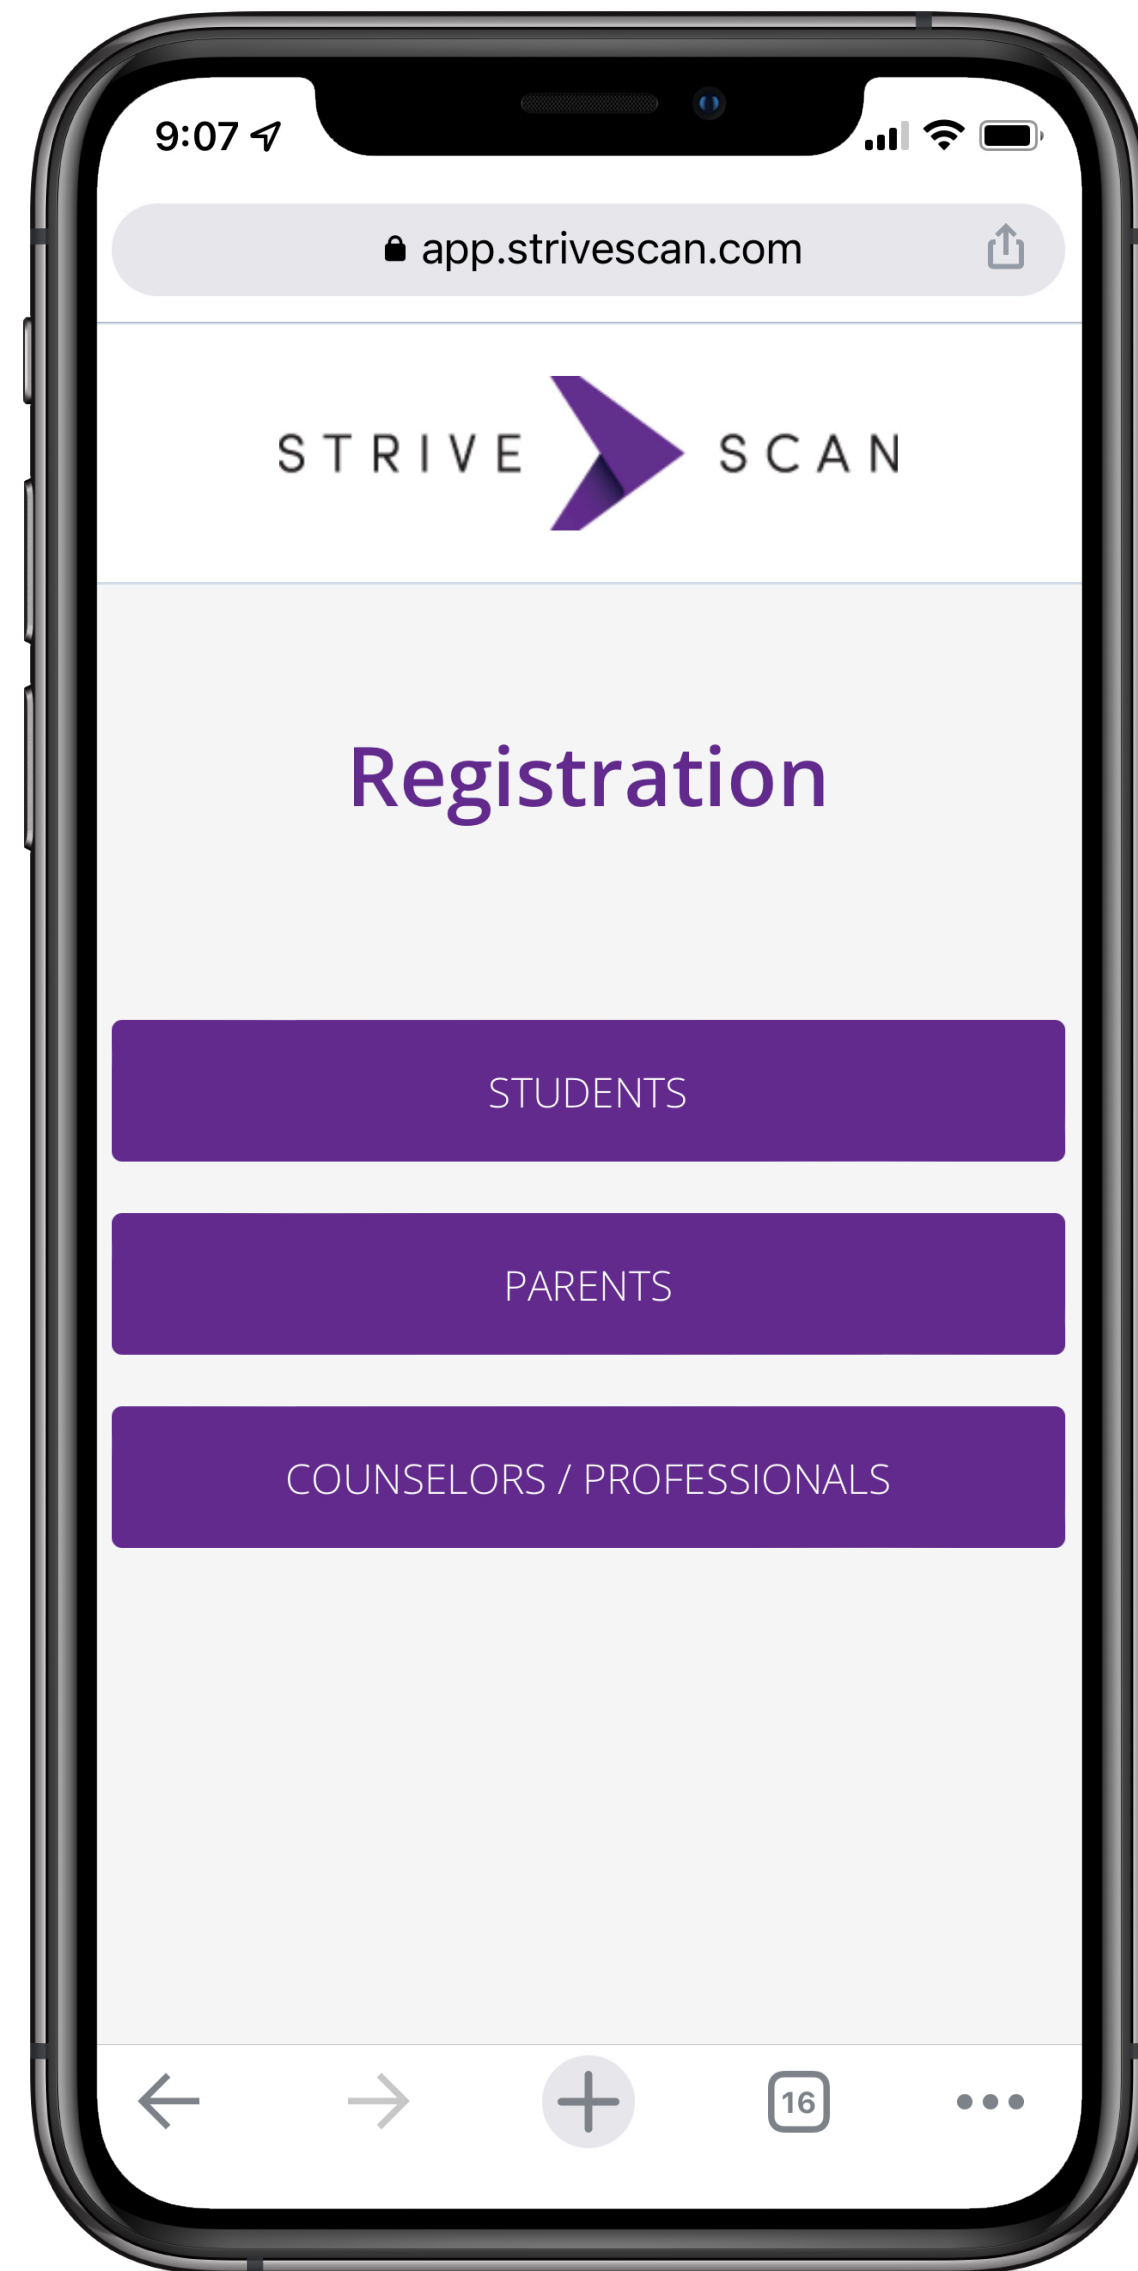 9:07
app.strivescan.com
STRIVE SCAN
Registration
STUDENTS
PARENTS
COUNSELORS / PROFESSIONALS
16